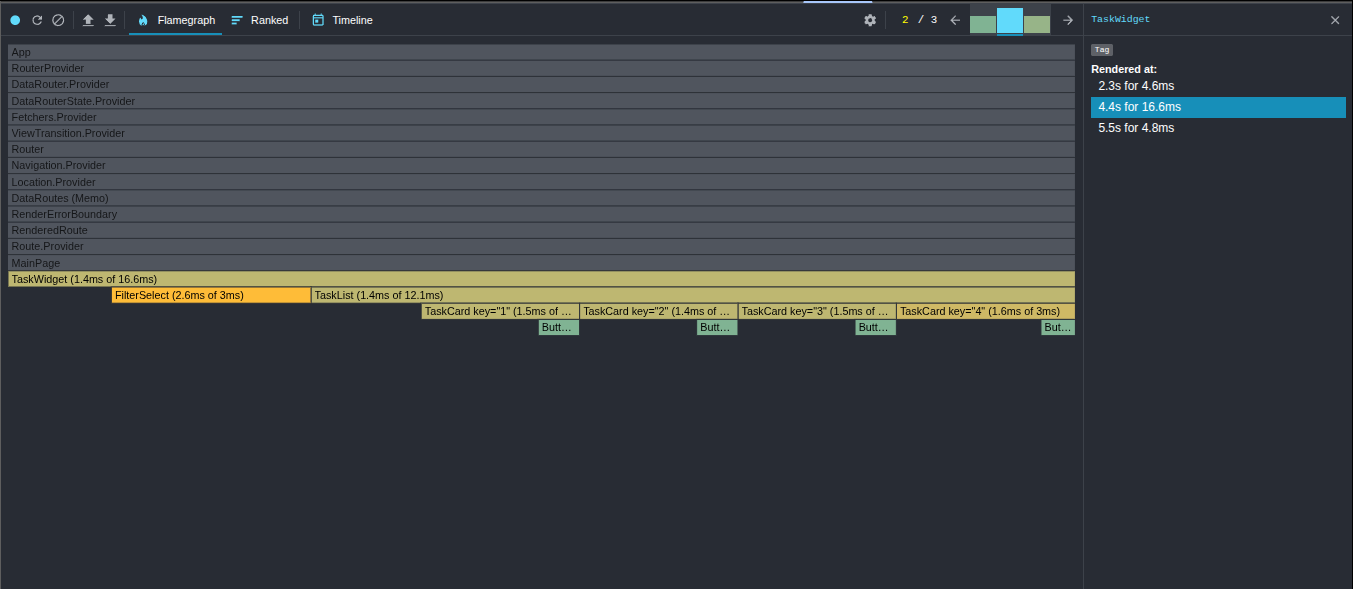 Flamegraph Ranked Timeline 2 / 3 TaskWidget
Tag
Rendered at:
2.3s for 4.6ms
4.4s for 16.6ms
5.5s for 4.8ms
App
RouterProvider
DataRouter.Provider
DataRouterState.Provider
Fetchers.Provider
ViewTransition.Provider
Router
Navigation.Provider
Location.Provider
DataRoutes (Memo)
RenderErrorBoundary
RenderedRoute
Route.Provider
MainPage
TaskWidget (1.4ms of 16.6ms)
FilterSelect (2.6ms of 3ms) TaskList (1.4ms of 12.1ms)
TaskCard key="1" (1.5ms of ... TaskCard key="2" (1.4ms of ... TaskCard key="3" (1.5ms of ... TaskCard key="4" (1.6ms of 3ms)
Butt... Butt... Butt... But...